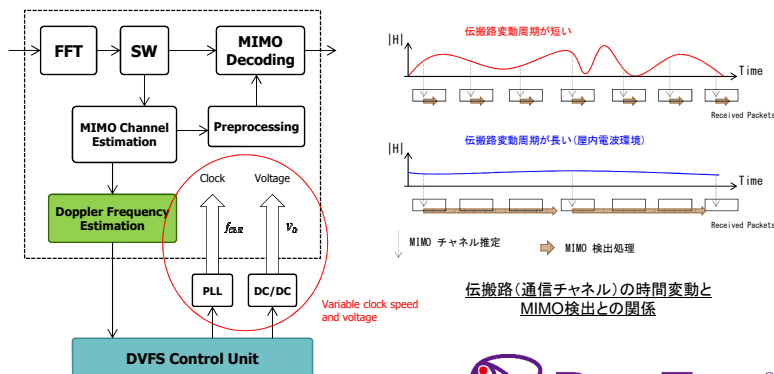 FFT
SW
MIMO
Decoding
MIMO Channel
Estimation
Preprocessing
Clock
Voltage
Doppler Frequency
Estimation
PLL
DC/DC
Variable clock speed
and voltage
DVFS Control Unit
伝搬路変動周期が短い
|H|
Time
Received Packets
伝搬路変動周期が長い(屋内電波環境)
|H|
Time
Received Packets
MIMO チャネル推定
MIMO 検出処理
伝搬路(通信チャネル)の時間変動と
MIMO検出との関係